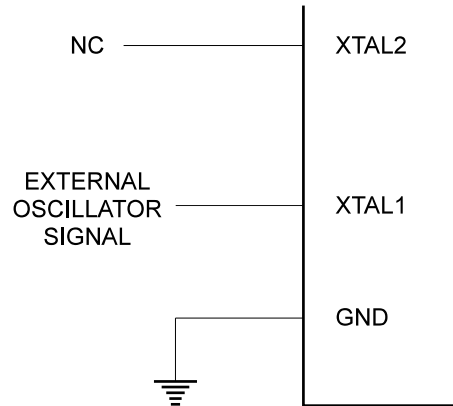 NC
XTAL2
EXTERNAL
OSCILLATOR
SIGNAL
XTAL1
GND